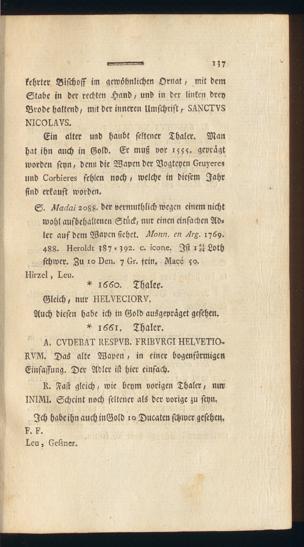 137
kehrter Bischoff im gewöhnlichen Ornat, mit dem
Stabe in der rechten Hand, und in der linken drey
Brode haltend, mit der inneren Umschrift, SANCTVS
NICOLAVS.
Ein alter und haubt seltener Thaler. Man
hat ihn auch in Gold. Er muß vor 1555. geprägt
worden seyn, denn die Wapen der Vogteyen Gruyeres
und Corbieres fehlen noch, welche in diesem Jahr
sind erkauft worden.
S. Madai 2088. der vermuthlich wegen einem nicht
wohl aufbehaltenen Stück, nur einen einfachen Ad-
ler auf dem Wapen siehet. Monn. en Arg. 1769.
488. Heroldt 387. 392. c. icone. Ist 1 Loth
schwer. Zu 10 Den. 7 Gr. fein. Macé 50.
Hirzel, Leu.
* 1660. Thaler.
Gleich, nur HELVECIORV.
Auch diesen habe ich in Gold ausgepräget gesehen.
* 1661. Thaler.
A. CVDEBAT RESPVB. FRIBVRGI HELVETIO-
RVM. Das alte Wapen, in einer bogenförmigen
Einfassung. Der Adler ist hier einfach.
R. Fast gleich, wie beym vorigen Thaler, nur
INIMI. Scheint noch seltener als der vorige zu seyn.
Ich habe ihn auch in Gold 10 Ducaten schwer gesehen.
F. F.
Leu, Geßner.